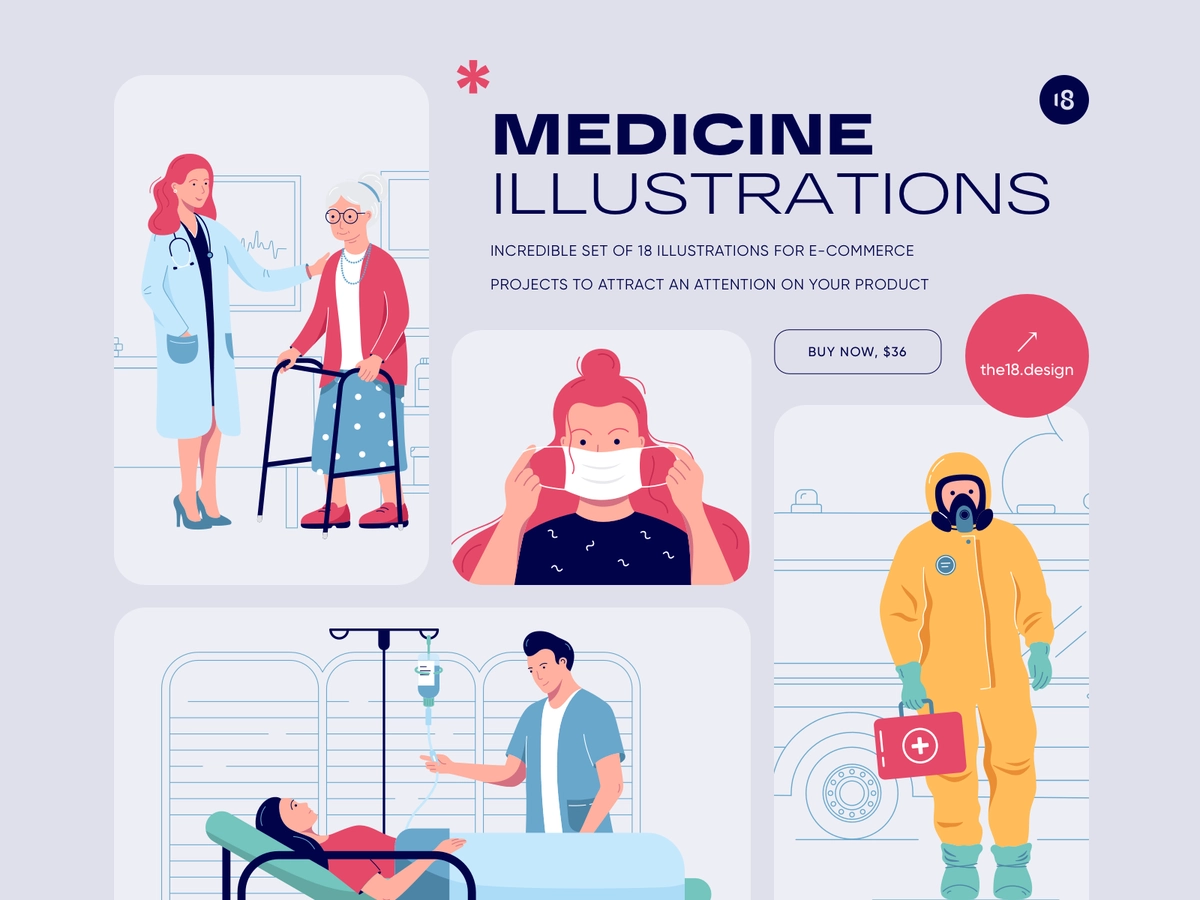 *
18
MEDICINE
ILLUSTRATIONS
INCREDIBLE SET OF 18 ILLUSTRATIONS FOR E-COMMERCE
PROJECTS TO ATTRACT AN ATTENTION ON YOUR PRODUCT
BUY NOW, $36
the18.design